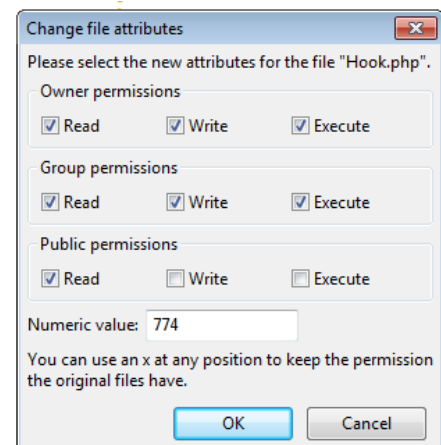 Change file attributes
Please select the new attributes for the file "Hook.php".
Owner permissions
Read Write Execute
Group permissions
Read Write Execute
Public permissions
Read Write Execute
Numeric value: 774
You can use an x at any position to keep the permission
the original files have.
OK Cancel